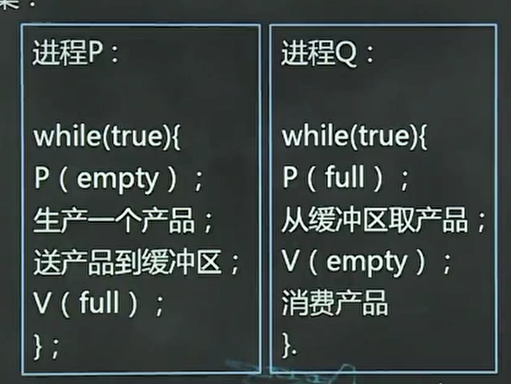 进程P：
while(true){
P（empty）；
生产一个产品；
送产品到缓冲区；
V（full）；
}；
进程Q：
while(true){
P（full）；
从缓冲区取产品；
V（empty）；
消费产品
}.